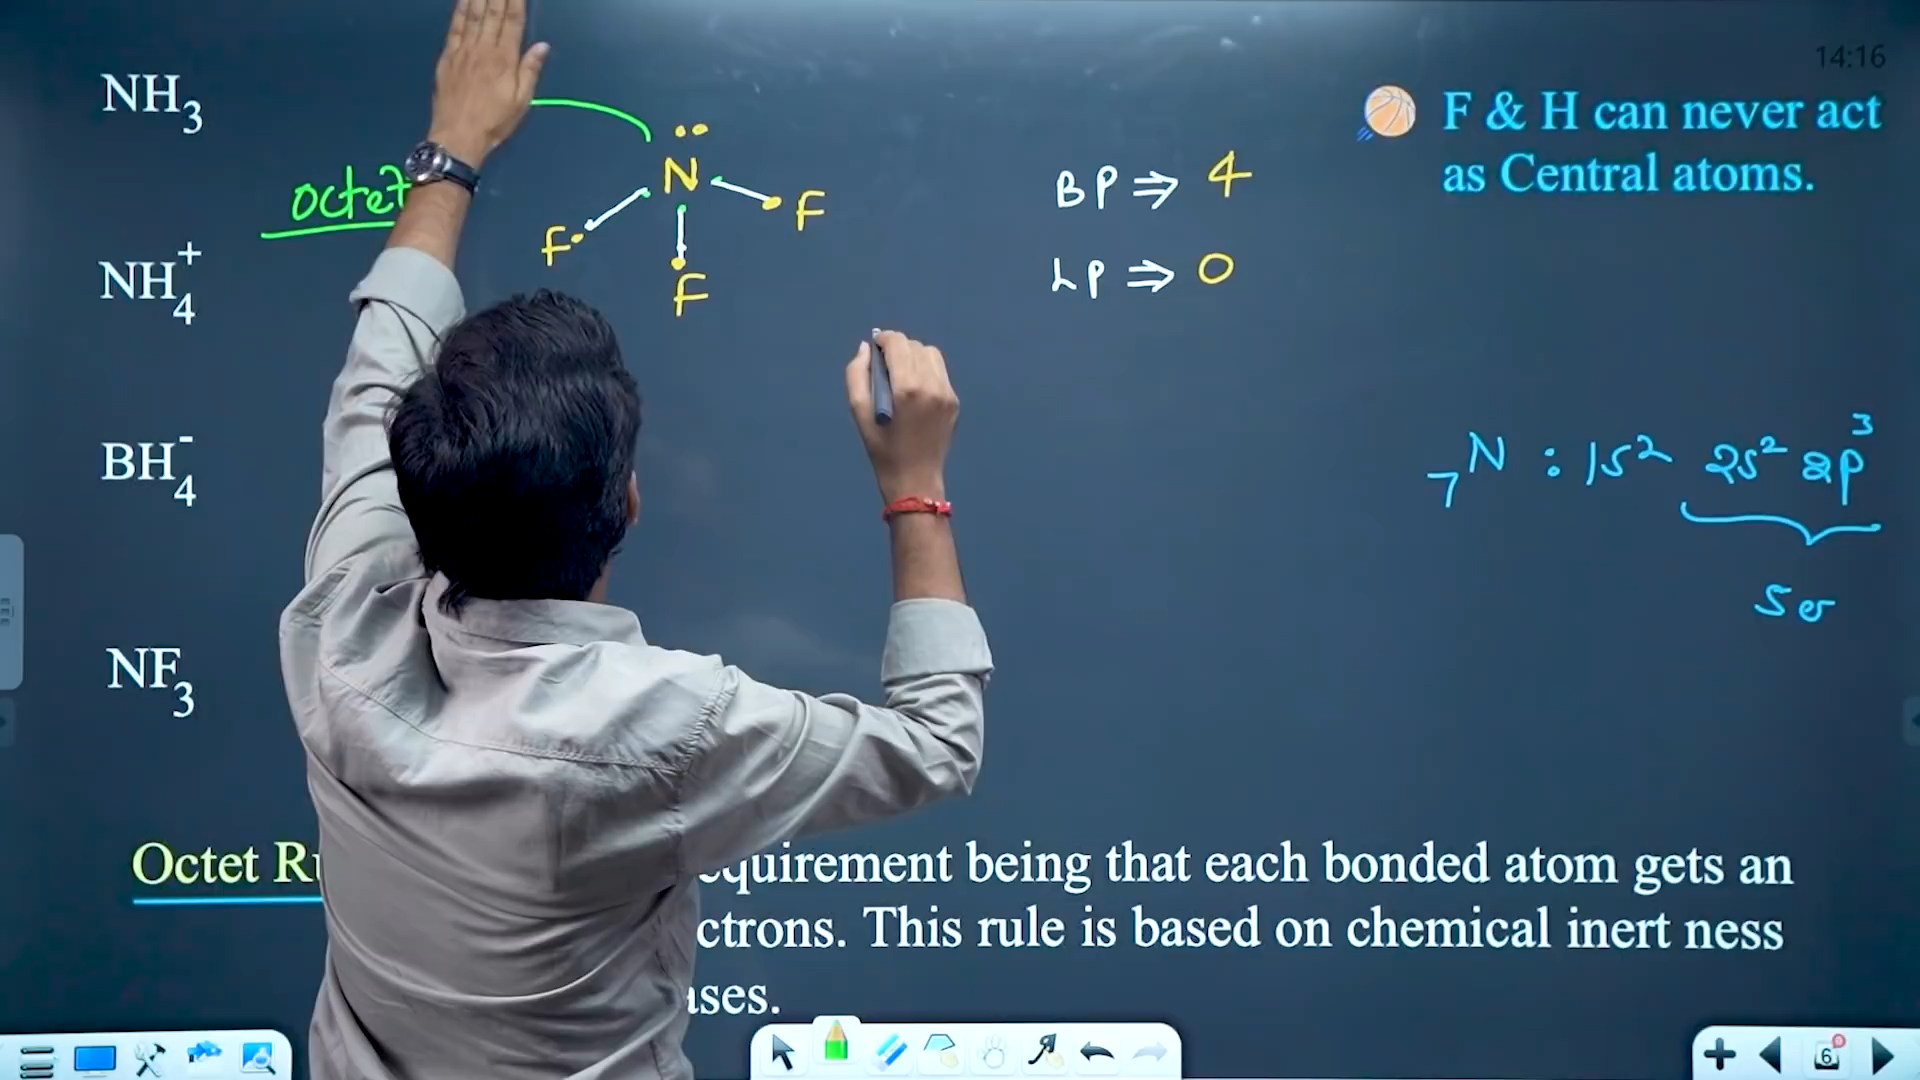 14:16
NH3
F & H can never act
as Central atoms.
N
F
F
F
octet
BP ⇒ 4
LP ⇒ 0
NH4+
BH4-
7N : 1s2 2s2 2p3
5e-
NF3
Octet
equirement being that each bonded atom gets an
ctrons. This rule is based on chemical inert ness
ases.
6